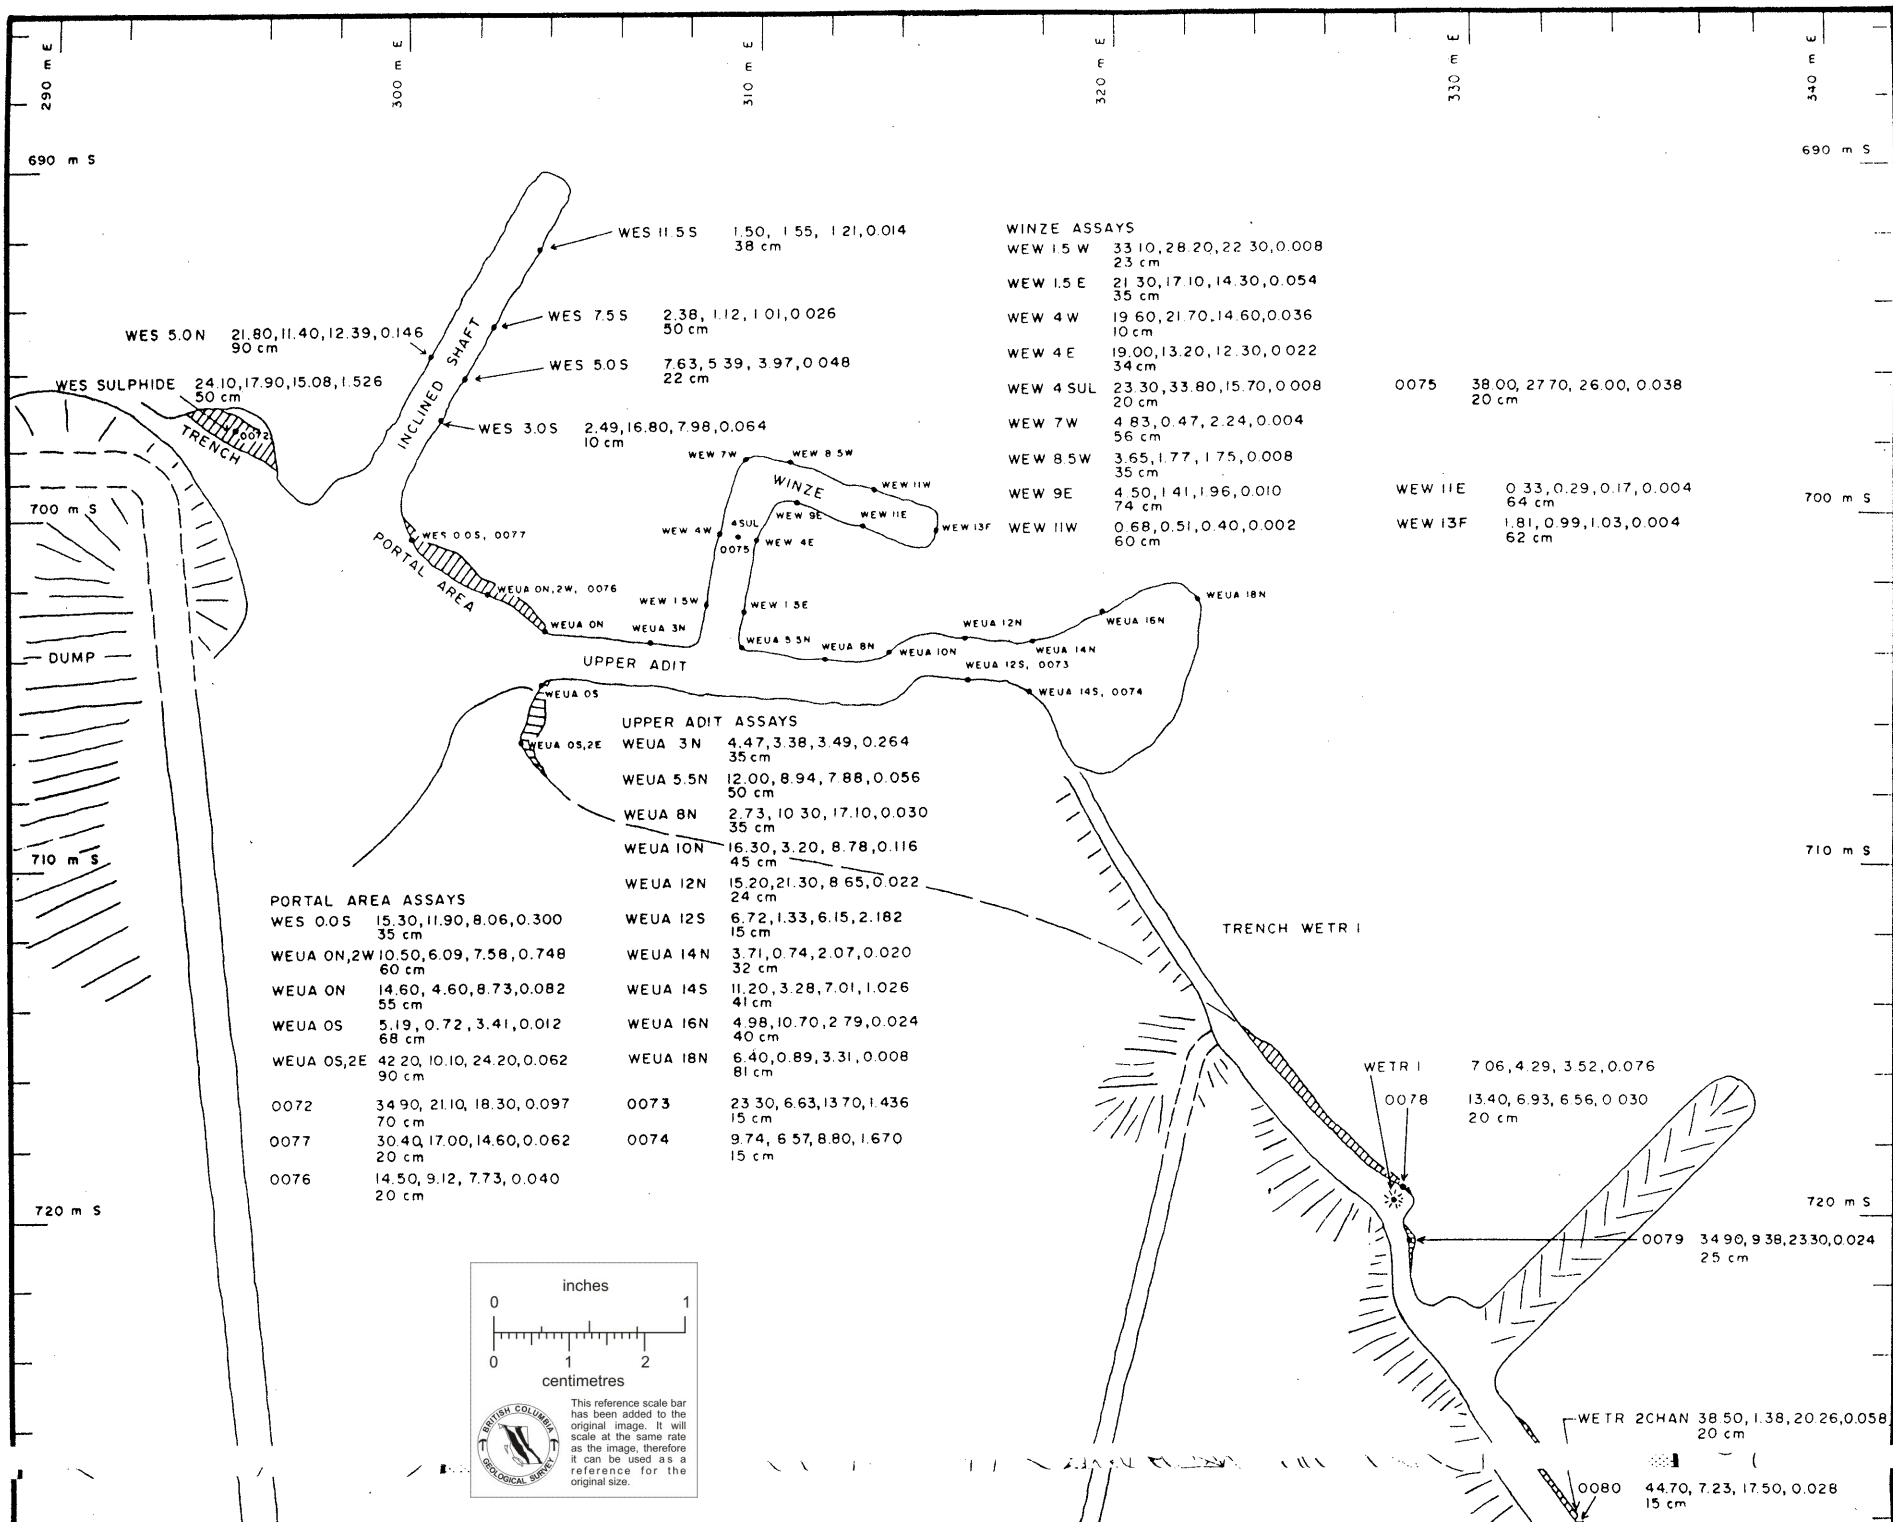 290 m E
300 m E
310 m E
320 m E
330 m E
340 m E
690 m S
690 m S
WES 11.5 S 1.50, 1 55, 1 21, 0.014
38 cm
WES 7.5 S 2.38, 1.12, 1 01, 0 026
50 cm
WES 5.0 S 7.63, 5 39, 3.97, 0 048
22 cm
WES 3.0 S 2.49, 16.80, 7.98, 0.064
10 cm
WES 5.0 N 21.80, 11.40, 12.39, 0.146
90 cm
WES SULPHIDE 24.10, 17.90, 15.08, 1.526
50 cm
INCLINED SHAFT
0072
TRENCH
WINZE ASSAYS
WEW 1.5 W 33 10, 28.20, 22 30, 0.008
23 cm
WEW 1.5 E 21 30, 17.10, 14.30, 0.054
35 cm
WEW 4 W 19 60, 21.70, 14.60, 0.036
10 cm
WEW 4 E 19.00, 13.20, 12.30, 0 022
34 cm
WEW 4 SUL 23.30, 33.80, 15.70, 0 008
20 cm
0075 38.00, 27 70, 26.00, 0.038
20 cm
WEW 7W 4 83, 0.47, 2.24, 0.004
56 cm
WEW 8.5W 3.65, 1.77, 1 75, 0.008
35 cm
WEW 9E 4.50, 1 41, 1.96, 0.010
74 cm
WEW 11E 0 33, 0.29, 0.17, 0.004
64 cm
WEW 11W 0.68, 0.51, 0.40, 0.002
60 cm
WEW 13F 1.81, 0.99, 1.03, 0.004
62 cm
700 m S
700 m S
WEW 7W
WEW 8 5W
WINZE
WEW 11W
WEW 9E
WEW 11E
WEW 13F
WEW 4W
4SUL
0075
WEW 4E
WES 0 0S, 0077
PORTAL AREA
WEUA 0N, 2W, 0076
WEUA 0N
WEUA 3N
WEW 1 5W
WEW 1 5E
WEUA 5 5N
WEUA 8N
WEUA 10N
WEUA 12N
WEUA 14N
WEUA 16N
WEUA 18N
UPPER ADIT
WEUA 12S, 0073
WEUA 14S, 0074
DUMP
WEUA 0S
WEUA 0S,2E
UPPER ADIT ASSAYS
WEUA 3N 4.47, 3.38, 3.49, 0.264
35 cm
WEUA 5.5N 12.00, 8.94, 7 88, 0.056
50 cm
WEUA 8N 2.73, 10 30, 17.10, 0.030
35 cm
WEUA 10N 16.30, 3.20, 8.78, 0.116
45 cm
WEUA 12N 15.20, 21.30, 8 65, 0.022
24 cm
WEUA 12S 6.72, 1.33, 6.15, 2.182
15 cm
WEUA 14N 3.71, 0.74, 2.07, 0.020
32 cm
WEUA 14S 11.20, 3.28, 7.01, 1.026
41 cm
WEUA 16N 4.98, 10.70, 2 79, 0.024
40 cm
WEUA 18N 6.40, 0.89, 3.31, 0.008
81 cm
0073 23 30, 6.63, 13 70, 1.436
15 cm
0074 9.74, 6 57, 8.80, 1.670
15 cm
710 m S
710 m S
PORTAL AREA ASSAYS
WES 0.0 S 15.30, 11.90, 8.06, 0.300
35 cm
WEUA 0N,2W 10.50, 6.09, 7.58, 0.748
60 cm
WEUA 0N 14.60, 4.60, 8.73, 0.082
55 cm
WEUA 0S 5.19, 0.72, 3.41, 0.012
68 cm
WEUA 0S,2E 42 20, 10.10, 24.20, 0.062
90 cm
0072 34 90, 21.10, 18.30, 0.097
70 cm
0077 30.40, 17.00, 14.60, 0.062
20 cm
0076 14.50, 9.12, 7.73, 0.040
20 cm
TRENCH WETR 1
WETR 1 7 06, 4.29, 3.52, 0.076
0078 13.40, 6.93, 6.56, 0 030
20 cm
720 m S
720 m S
0079 34 90, 9 38, 23 30, 0.024
25 cm
WETR 2CHAN 38.50, 1.38, 20.26, 0.058
20 cm
0080 44.70, 7.23, 17.50, 0.028
15 cm
inches
0 1
0 1 2
centimetres
This reference scale bar
has been added to the
original image. It will
scale at the same rate
as the image, therefore
it can be used as a
reference for the
original size.
BRITISH COLUMBIA
GEOLOGICAL SURVEY